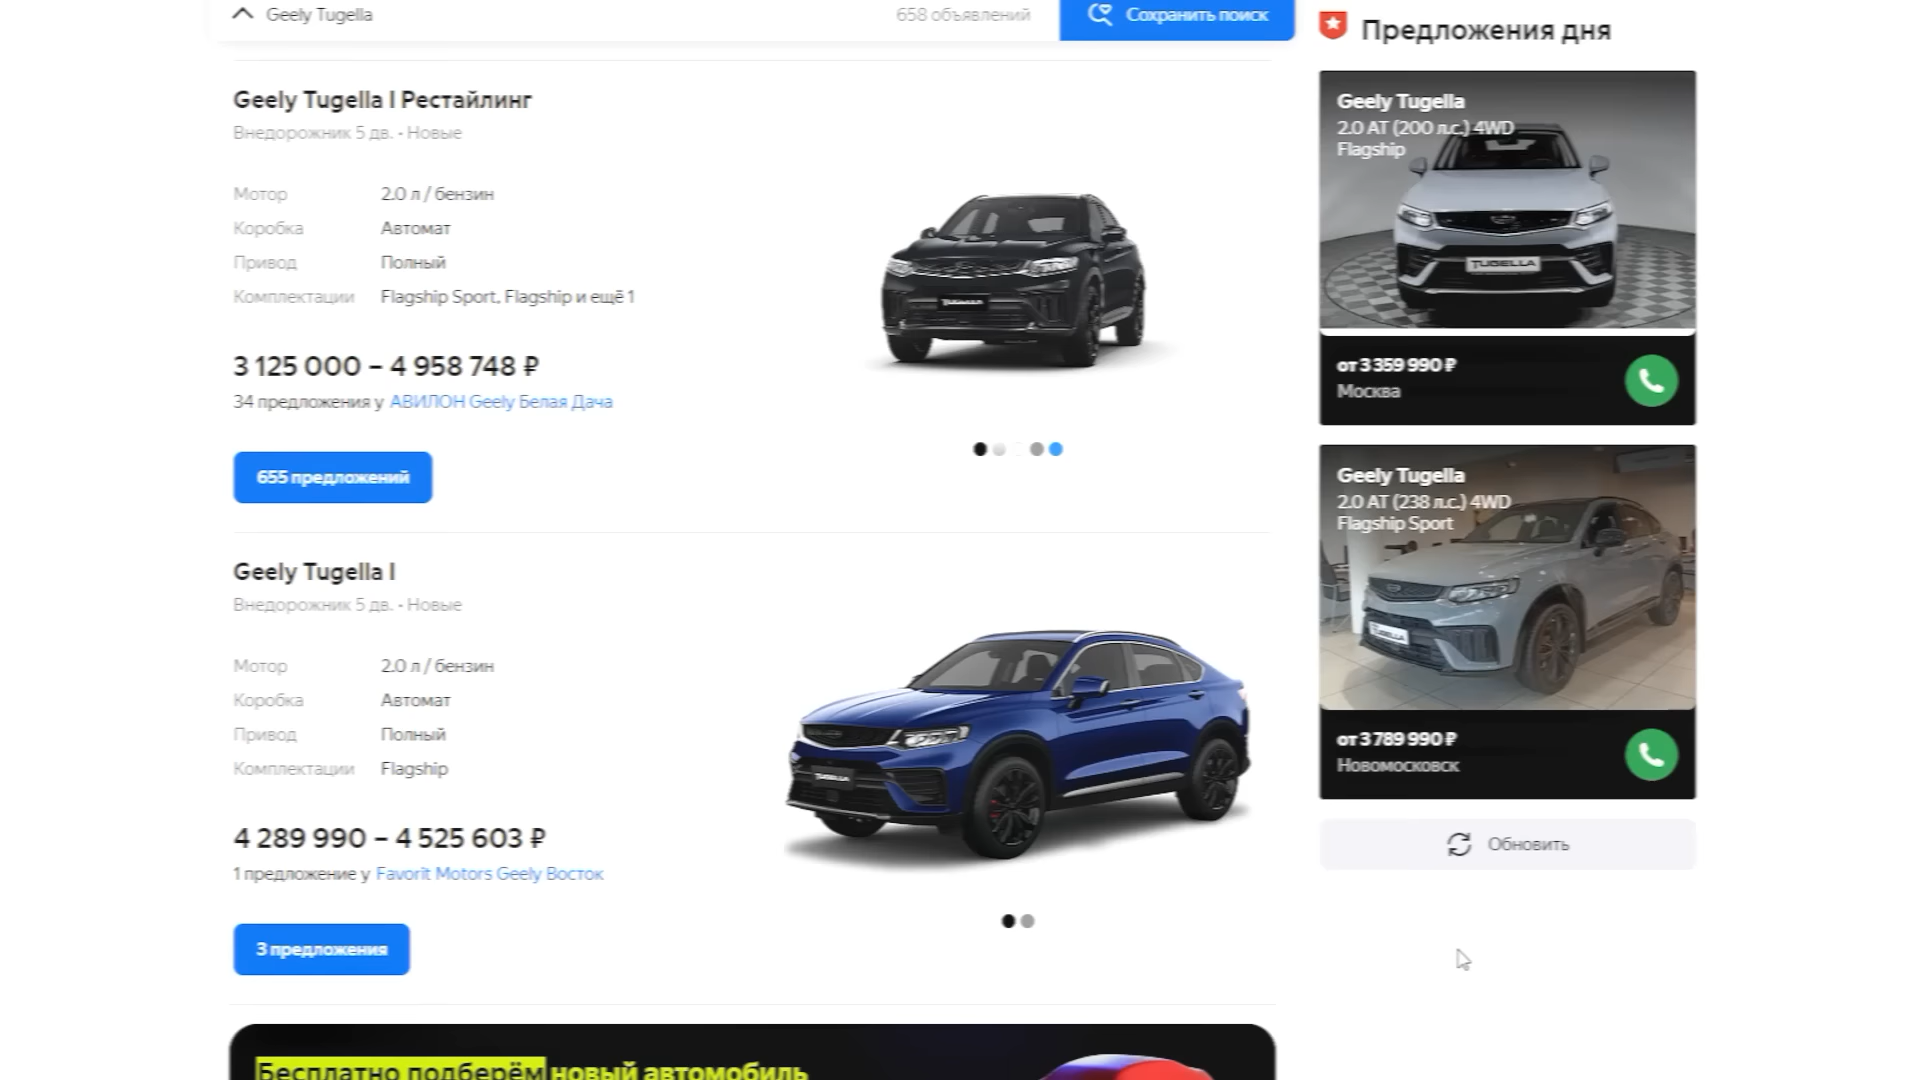 Geely Tugella
658 объявлений
Сохранить поиск
Geely Tugella I Рестайлинг
Внедорожник 5 дв. · Новые
Мотор 2.0 л / бензин
Коробка Автомат
Привод Полный
Комплектации Flagship Sport, Flagship и ещё 1
3 125 000 – 4 958 748 ₽
34 предложения у АВИЛОН Geely Белая Дача
655 предложений
TUGELLA
Geely Tugella I
Внедорожник 5 дв. · Новые
Мотор 2.0 л / бензин
Коробка Автомат
Привод Полный
Комплектации Flagship
4 289 990 – 4 525 603 ₽
1 предложение у Favorit Motors Geely Восток
3 предложения
TUGELLA
Бесплатно подберём новый автомобиль
Предложения дня
Geely Tugella
2.0 AT (200 л.с.) 4WD
Flagship
TUGELLA
от 3 359 990 ₽
Москва
Geely Tugella
2.0 AT (238 л.с.) 4WD
Flagship Sport
TUGELLA
от 3 789 990 ₽
Новомосковск
Обновить